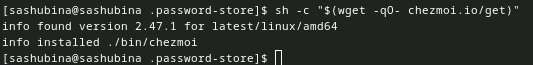 [sashubina@sashubina .password-store]$ sh -c "$(wget -qO- chezmoi.io/get)"
info found version 2.47.1 for latest/linux/amd64
info installed ./bin/chezmoi
[sashubina@sashubina .password-store]$